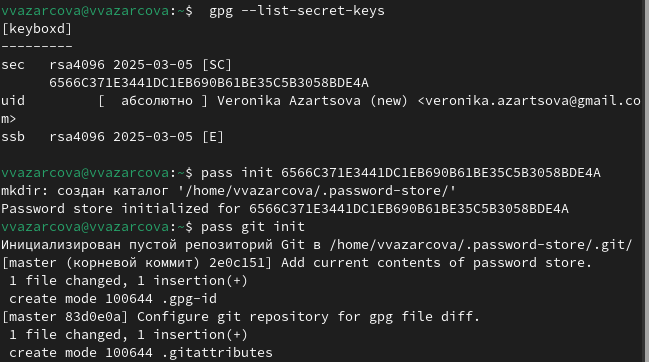 vvazarcova@vvazarcova:~$  gpg --list-secret-keys
[keyboxd]
---------
sec   rsa4096 2025-03-05 [SC]
      6566C371E3441DC1EB690B61BE35C5B3058BDE4A
uid         [  абсолютно ] Veronika Azartsova (new) <veronika.azartsova@gmail.co
m>
ssb   rsa4096 2025-03-05 [E]
vvazarcova@vvazarcova:~$ pass init 6566C371E3441DC1EB690B61BE35C5B3058BDE4A
mkdir: создан каталог '/home/vvazarcova/.password-store/'
Password store initialized for 6566C371E3441DC1EB690B61BE35C5B3058BDE4A
vvazarcova@vvazarcova:~$ pass git init
Инициализирован пустой репозиторий Git в /home/vvazarcova/.password-store/.git/
[master (корневой коммит) 2e0c151] Add current contents of password store.
 1 file changed, 1 insertion(+)
 create mode 100644 .gpg-id
[master 83d0e0a] Configure git repository for gpg file diff.
 1 file changed, 1 insertion(+)
 create mode 100644 .gitattributes